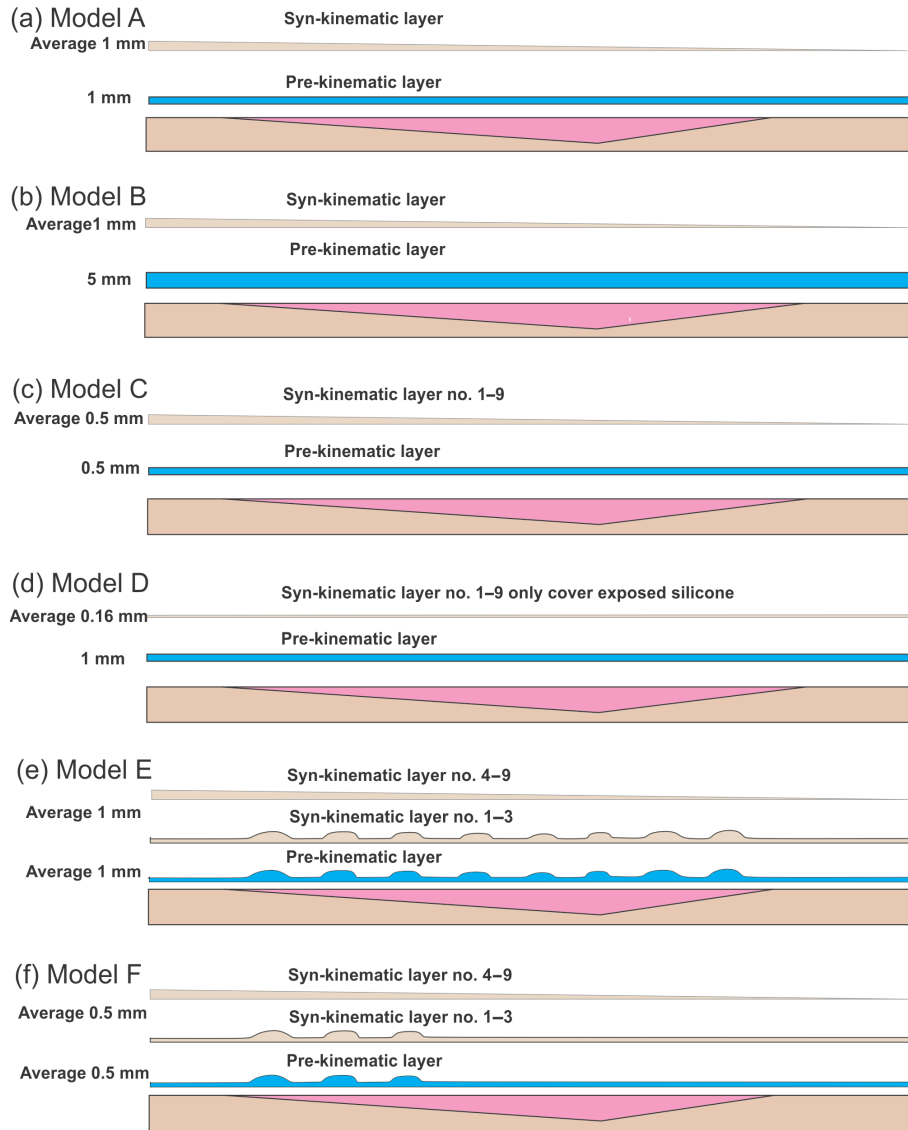 (a) Model A
Syn-kinematic layer
Average 1 mm
Pre-kinematic layer
1 mm
(b) Model B
Syn-kinematic layer
Average1 mm
Pre-kinematic layer
5 mm
(c) Model C
Syn-kinematic layer no. 1–9
Average 0.5 mm
Pre-kinematic layer
0.5 mm
(d) Model D
Syn-kinematic layer no. 1–9 only cover exposed silicone
Average 0.16 mm
Pre-kinematic layer
1 mm
(e) Model E
Syn-kinematic layer no. 4–9
Average 1 mm
Syn-kinematic layer no. 1–3
Pre-kinematic layer
Average 1 mm
(f) Model F
Syn-kinematic layer no. 4–9
Average 0.5 mm
Syn-kinematic layer no. 1–3
Pre-kinematic layer
Average 0.5 mm